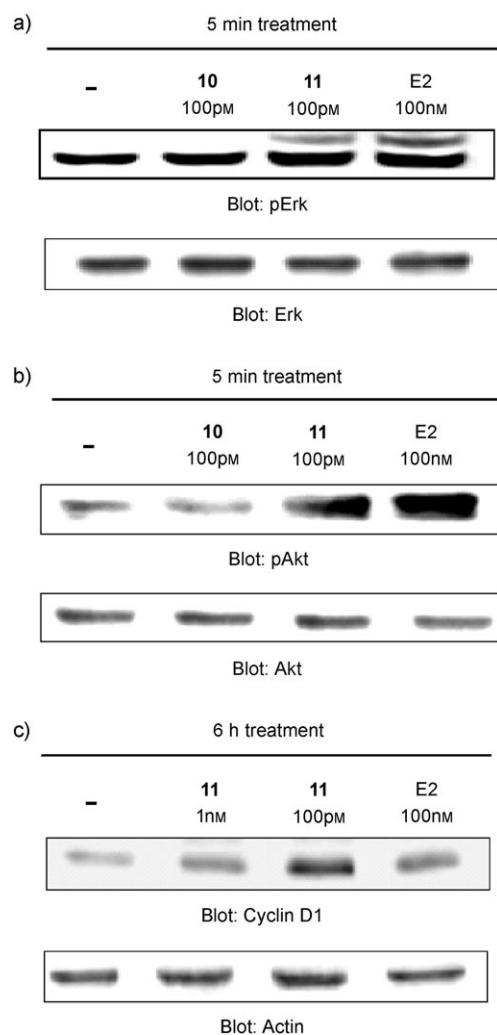 a)
5 min treatment
– 10 11 E2
100pM 100pM 100nM
Blot: pErk
Blot: Erk
b)
5 min treatment
– 10 11 E2
100pM 100pM 100nM
Blot: pAkt
Blot: Akt
c)
6 h treatment
– 11 11 E2
1nM 100pM 100nM
Blot: Cyclin D1
Blot: Actin